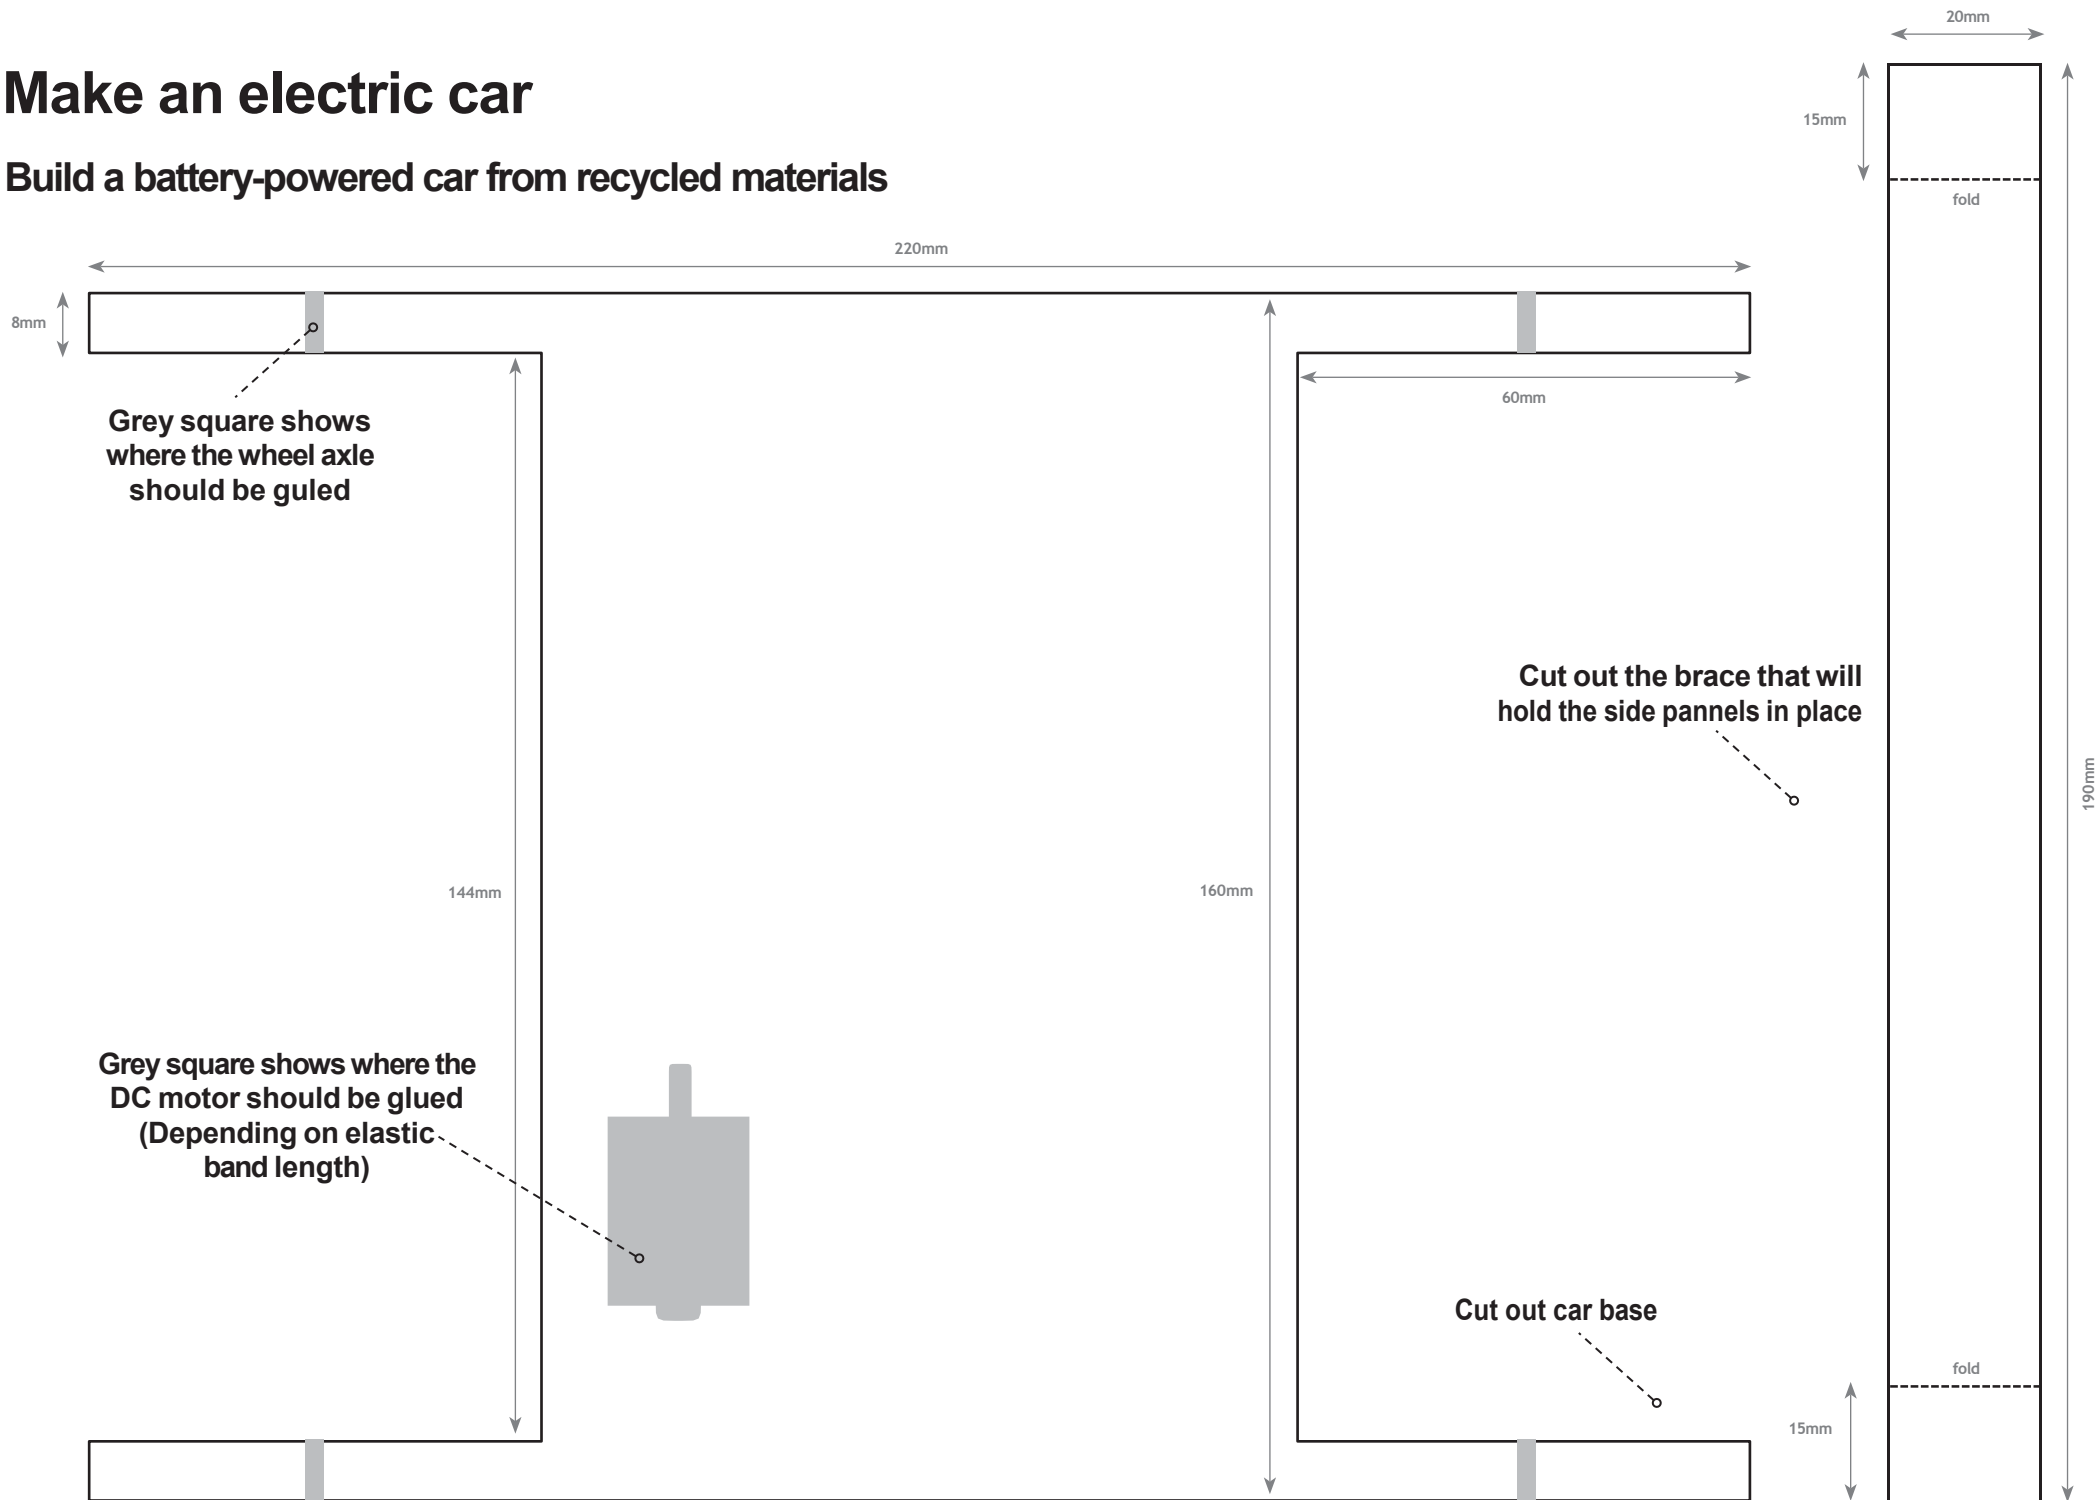 20mm
Make an electric car
15mm
Build a battery-powered car from recycled materials
fold
220mm
8mm
60mm
Grey square shows
where the wheel axle
should be guled
Cut out the brace that will
hold the side pannels in place
190mm
144mm
160mm
Grey square shows where the
DC motor should be glued
(Depending on elastic
band length)
Cut out car base
fold
15mm